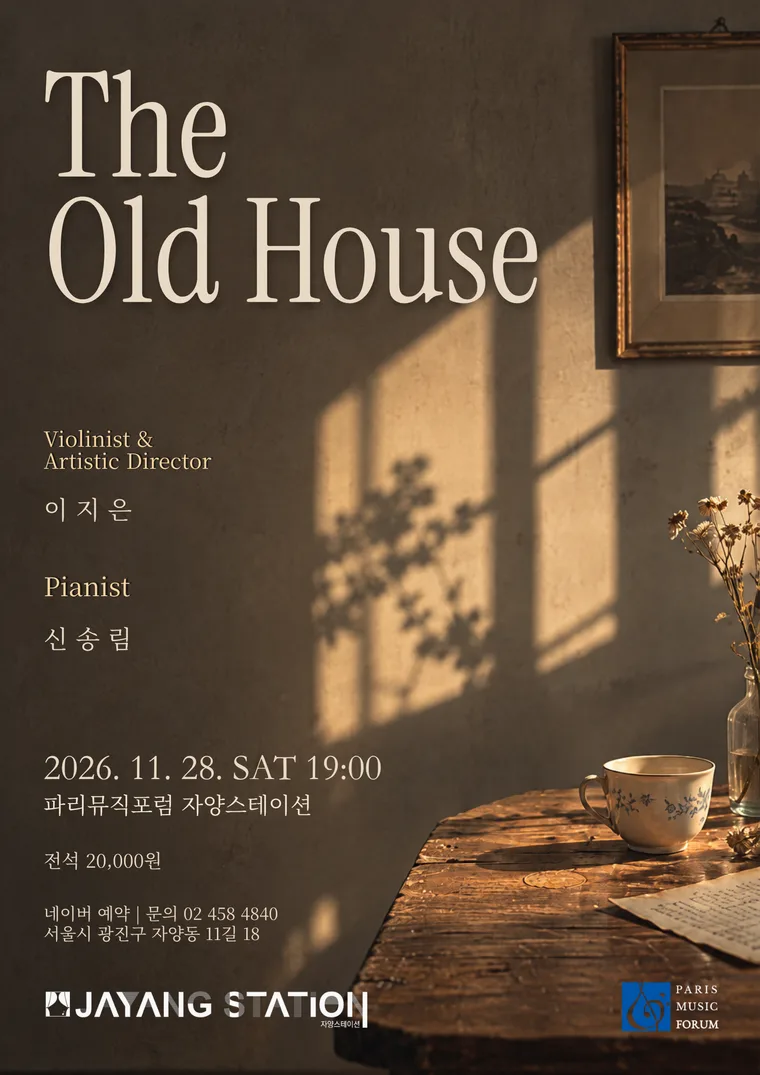 The
Old House
Violinist &
Artistic Director
이지은
Pianist
신송림
2026. 11. 28. SAT 19:00
파리뮤직포럼 자양스테이션
전석 20,000원
네이버 예약 | 문의 02 458 4840
서울시 광진구 자양동 11길 18
JAYANG STATION
자양스테이션
PARIS
MUSIC
FORUM